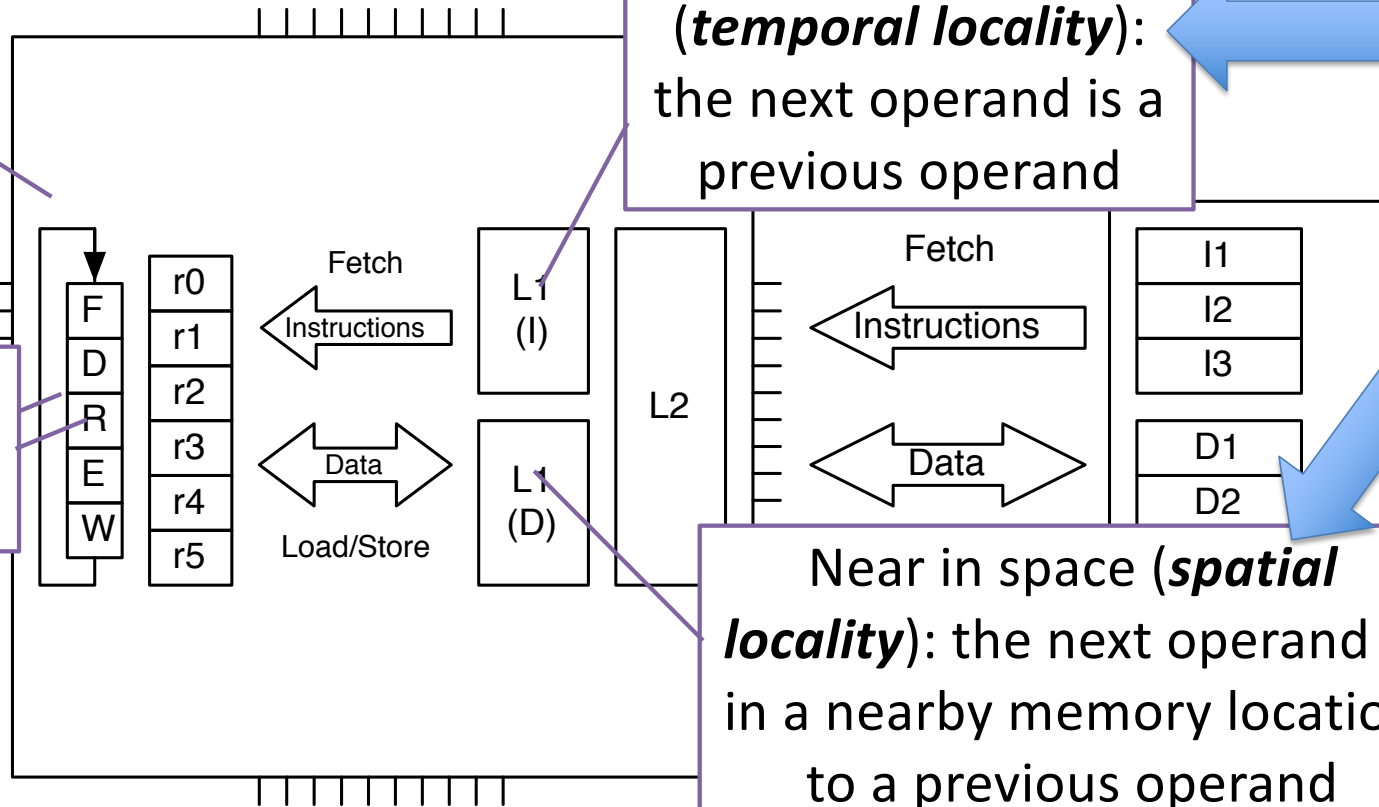 (temporal locality):
the next operand is a
previous operand
F
D
R
E
W
r0
r1
r2
r3
r4
r5
Fetch
Instructions
Data
Load/Store
L1
(I)
L1
(D)
L2
Fetch
Instructions
Data
I1
I2
I3
D1
D2
Near in space (spatial
locality): the next operand
in a nearby memory locatio
to a previous operand